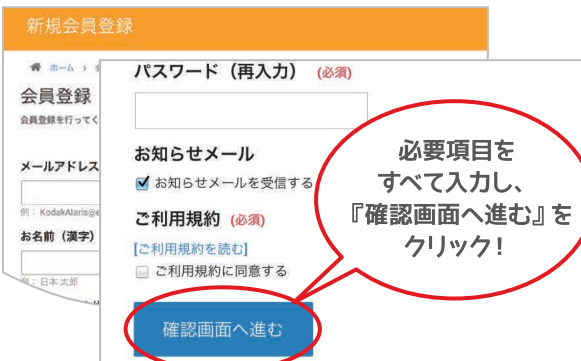 新規会員登録
ホーム ›
会員登録
会員登録を行ってく
メールアドレス
例： KodakAlaris@e
お名前（漢字）
例：日本 太郎
パスワード（再入力） (必須)
お知らせメール
お知らせメールを受信する
ご利用規約 (必須)
[ご利用規約を読む]
ご利用規約に同意する
確認画面へ進む
必要項目を
すべて入力し、
『確認画面へ進む』を
クリック！